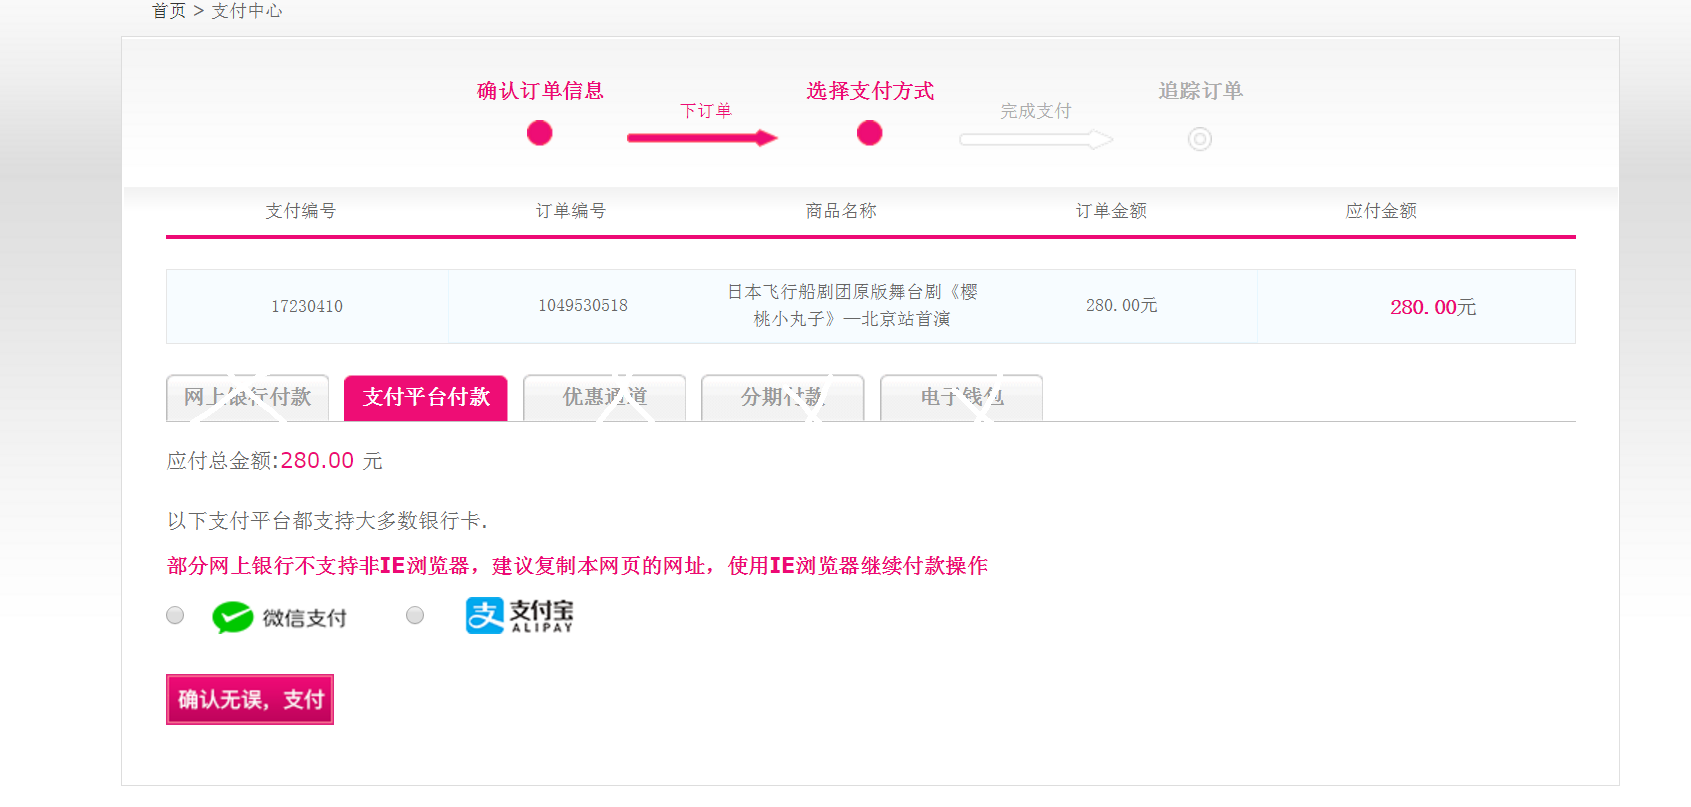 首页 > 支付中心
确认订单信息
下订单
选择支付方式
完成支付
追踪订单
支付编号 订单编号 商品名称 订单金额 应付金额
17230410 1049530518 日本飞行船剧团原版舞台剧《樱 280.00元 280.00元
桃小丸子》—北京站首演
网上银行付款 支付平台付款 优惠通道 分期付款 电子钱包
应付总金额:280.00 元
以下支付平台都支持大多数银行卡.
部分网上银行不支持非IE浏览器，建议复制本网页的网址，使用IE浏览器继续付款操作
微信支付 支 支付宝
ALIPAY
确认无误，支付